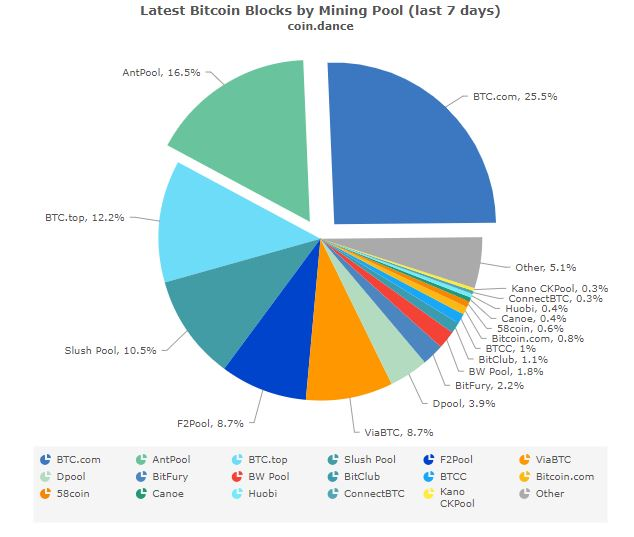 Latest Bitcoin Blocks by Mining Pool (last 7 days)
coin.dance
AntPool, 16.5%
BTC.com, 25.5%
BTC.top, 12.2%
Other, 5.1%
Kano CKPool, 0.3%
ConnectBTC, 0.3%
Huobi, 0.4%
Canoe, 0.4%
58coin, 0.6%
Bitcoin.com, 0.8%
BTCC, 1%
BitClub, 1.1%
BW Pool, 1.8%
BitFury, 2.2%
Dpool, 3.9%
Slush Pool, 10.5%
F2Pool, 8.7%
ViaBTC, 8.7%
BTC.com AntPool BTC.top Slush Pool F2Pool ViaBTC
Dpool BitFury BW Pool BitClub BTCC Bitcoin.com
58coin Canoe Huobi ConnectBTC Kano Other
CKPool